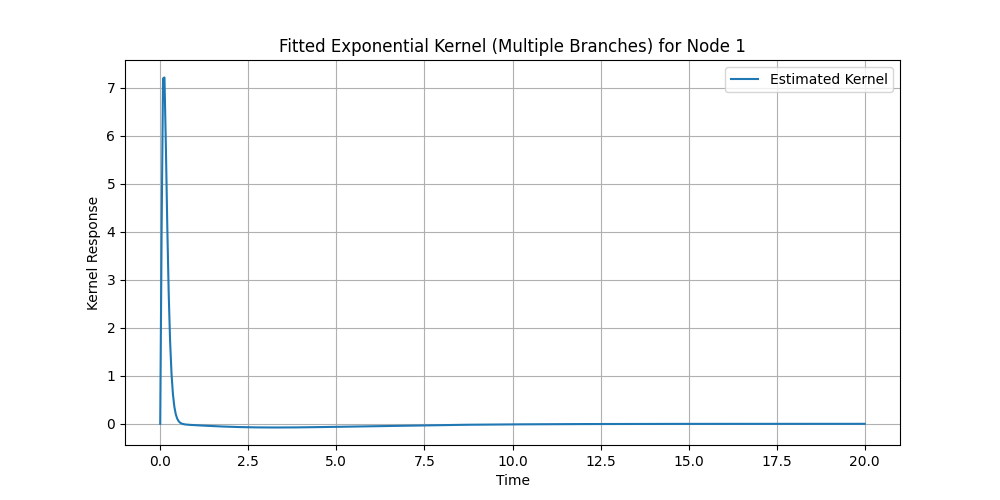 Fitted Exponential Kernel (Multiple Branches) for Node 1
Estimated Kernel
Kernel Response
7
6
5
4
3
2
1
0
0.0 2.5 5.0 7.5 10.0 12.5 15.0 17.5 20.0
Time